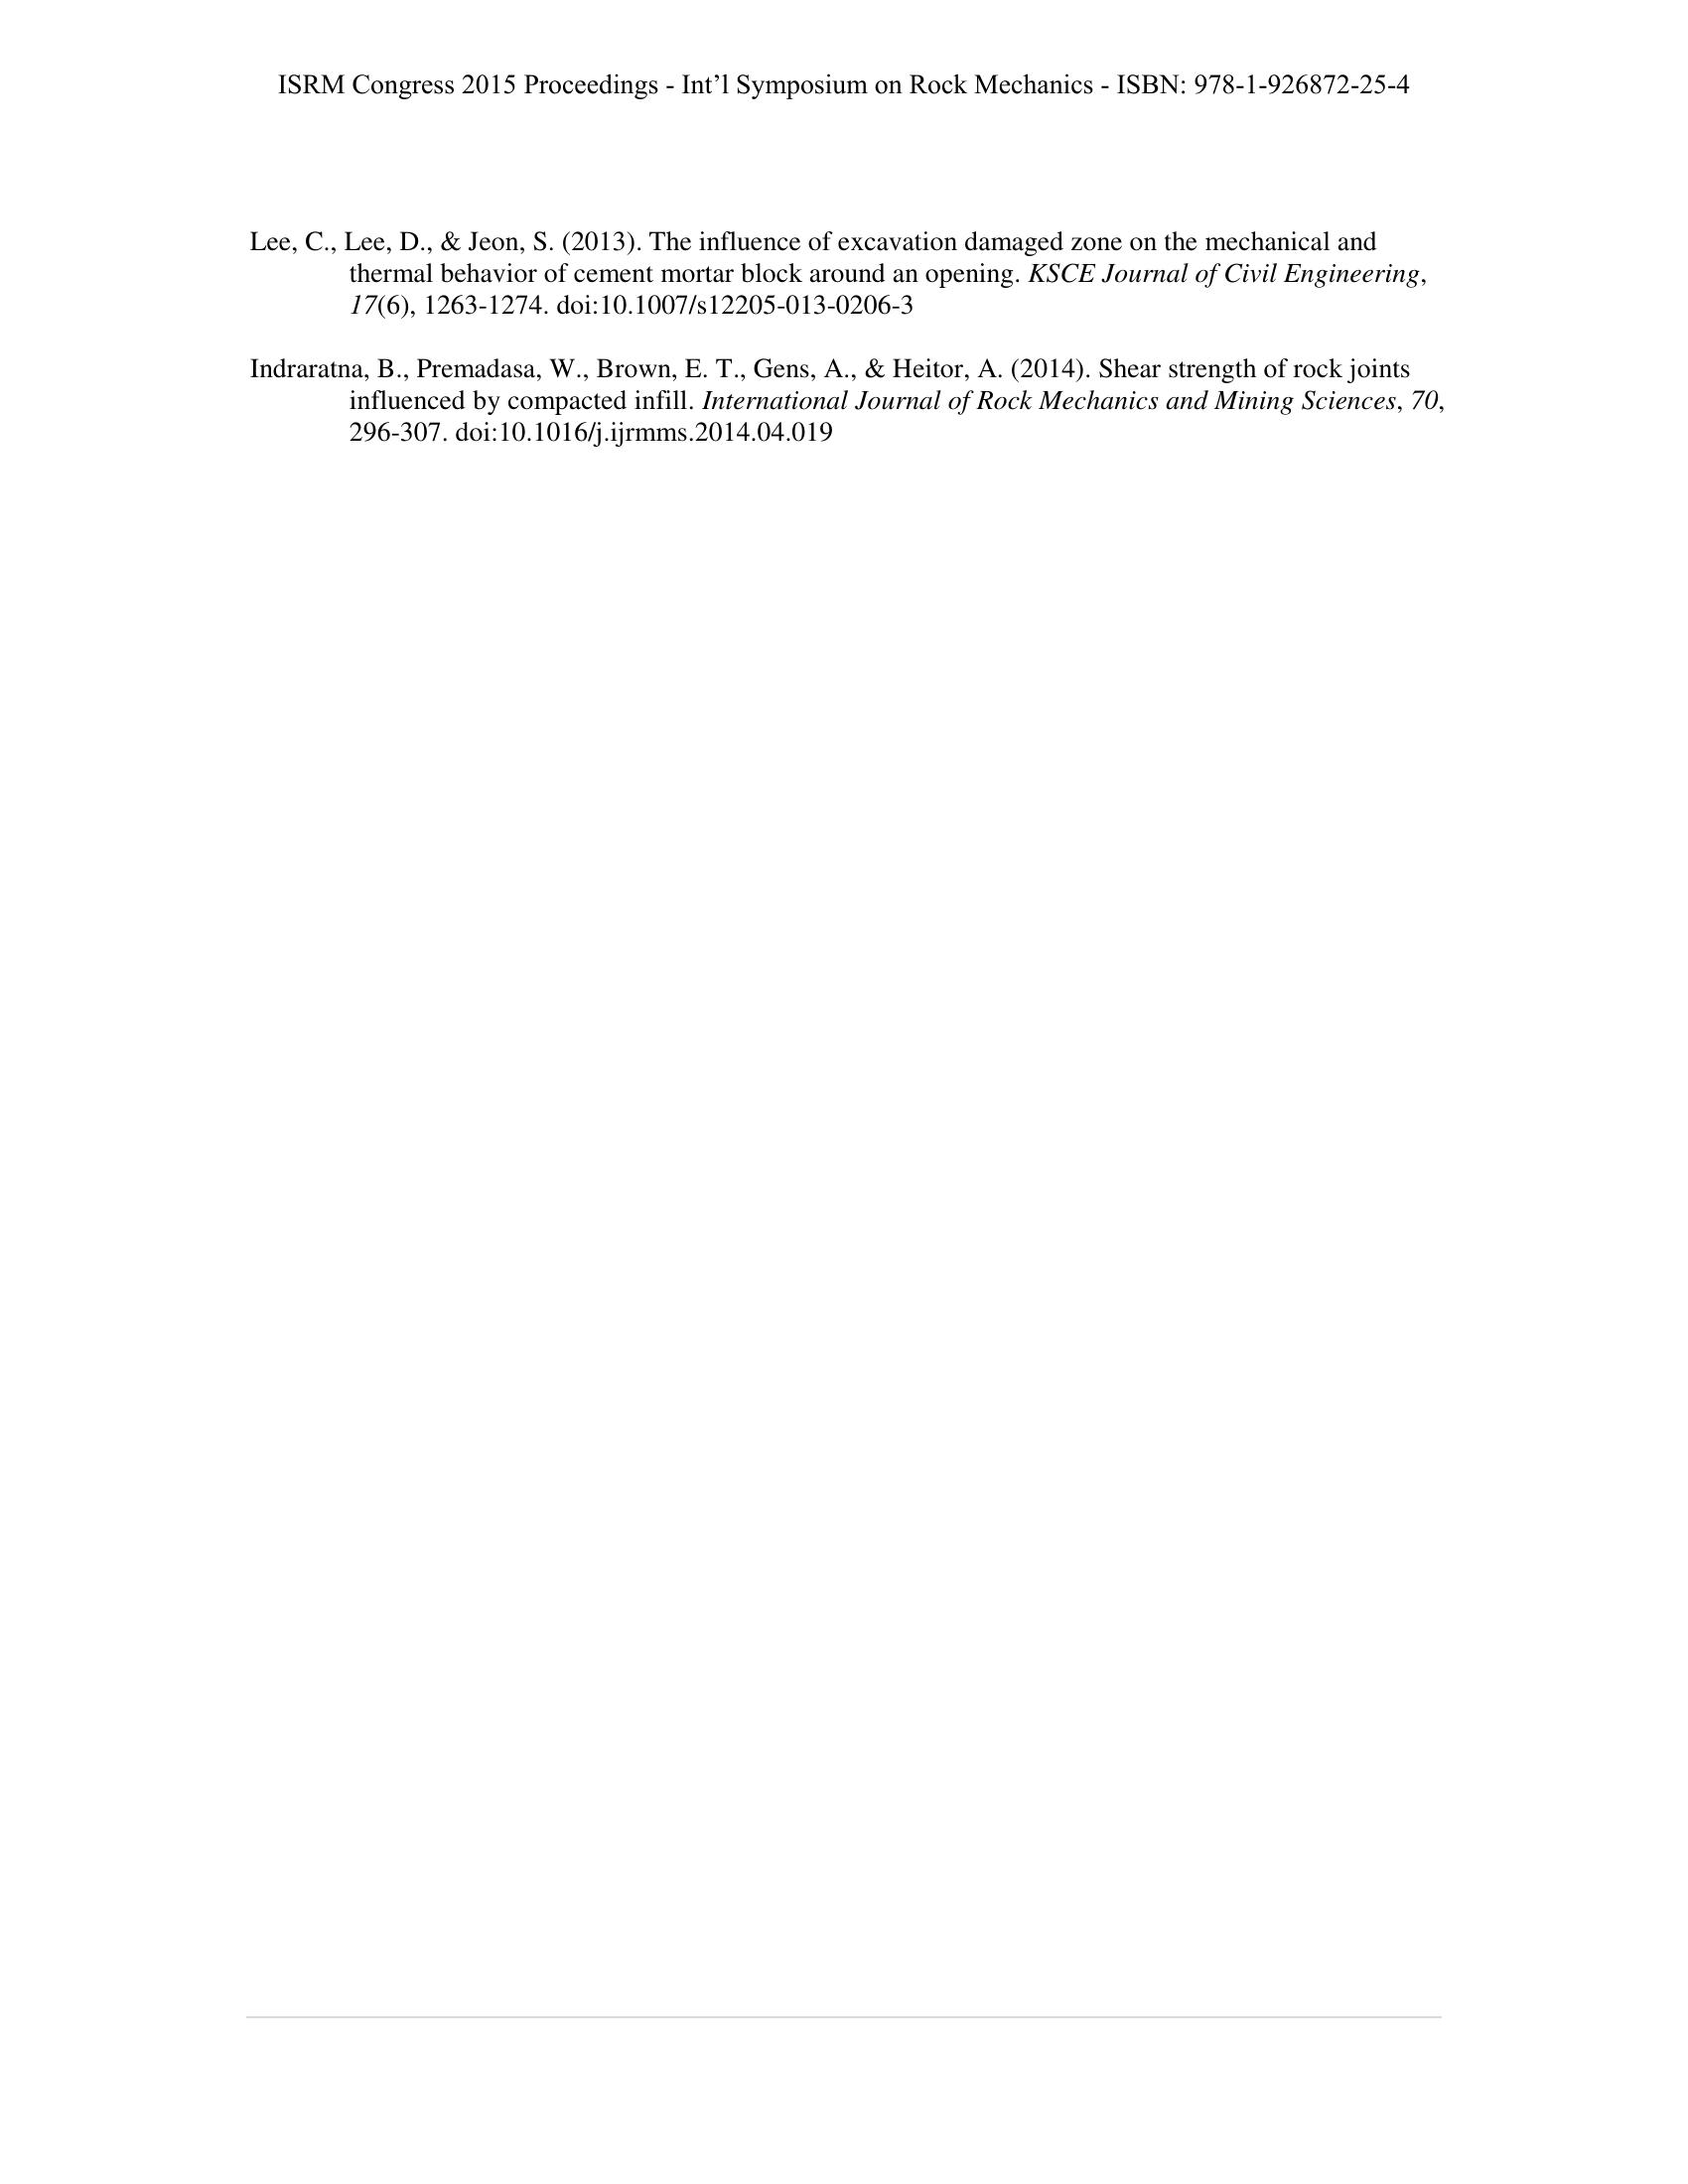 ISRM Congress 2015 Proceedings - Int’l Symposium on Rock Mechanics - ISBN: 978-1-926872-25-4
Lee, C., Lee, D., & Jeon, S. (2013). The influence of excavation damaged zone on the mechanical and
thermal behavior of cement mortar block around an opening. KSCE Journal of Civil Engineering,
17(6), 1263-1274. doi:10.1007/s12205-013-0206-3
Indraratna, B., Premadasa, W., Brown, E. T., Gens, A., & Heitor, A. (2014). Shear strength of rock joints
influenced by compacted infill. International Journal of Rock Mechanics and Mining Sciences, 70,
296-307. doi:10.1016/j.ijrmms.2014.04.019